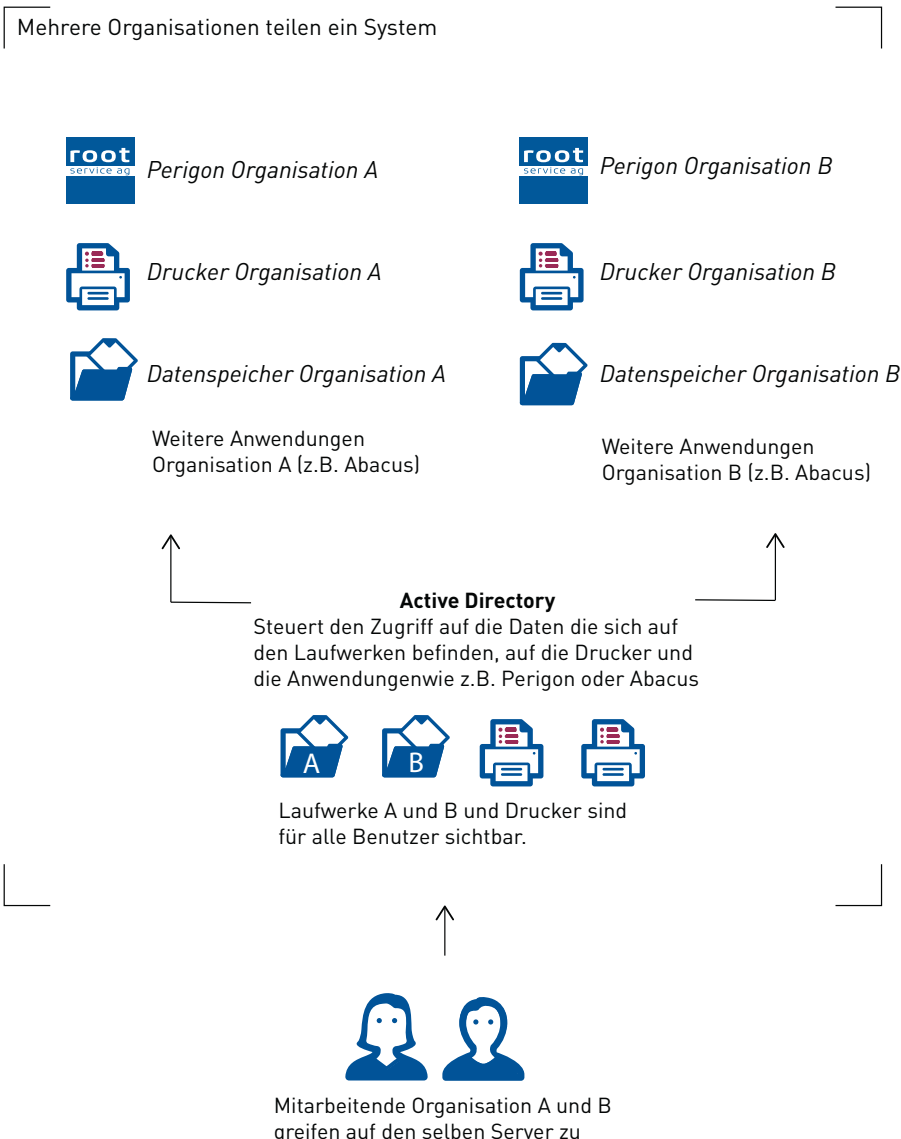 Mehrere Organisationen teilen ein System
root
service ag
Perigon Organisation A
Drucker Organisation A
Datenspeicher Organisation A
Weitere Anwendungen
Organisation A (z.B. Abacus)
root
service ag
Perigon Organisation B
Drucker Organisation B
Datenspeicher Organisation B
Weitere Anwendungen
Organisation B (z.B. Abacus)
Active Directory
Steuert den Zugriff auf die Daten die sich auf
den Laufwerken befinden, auf die Drucker und
die Anwendungenwie z.B. Perigon oder Abacus
A
B
Laufwerke A und B und Drucker sind
für alle Benutzer sichtbar.
Mitarbeitende Organisation A und B
greifen auf den selben Server zu